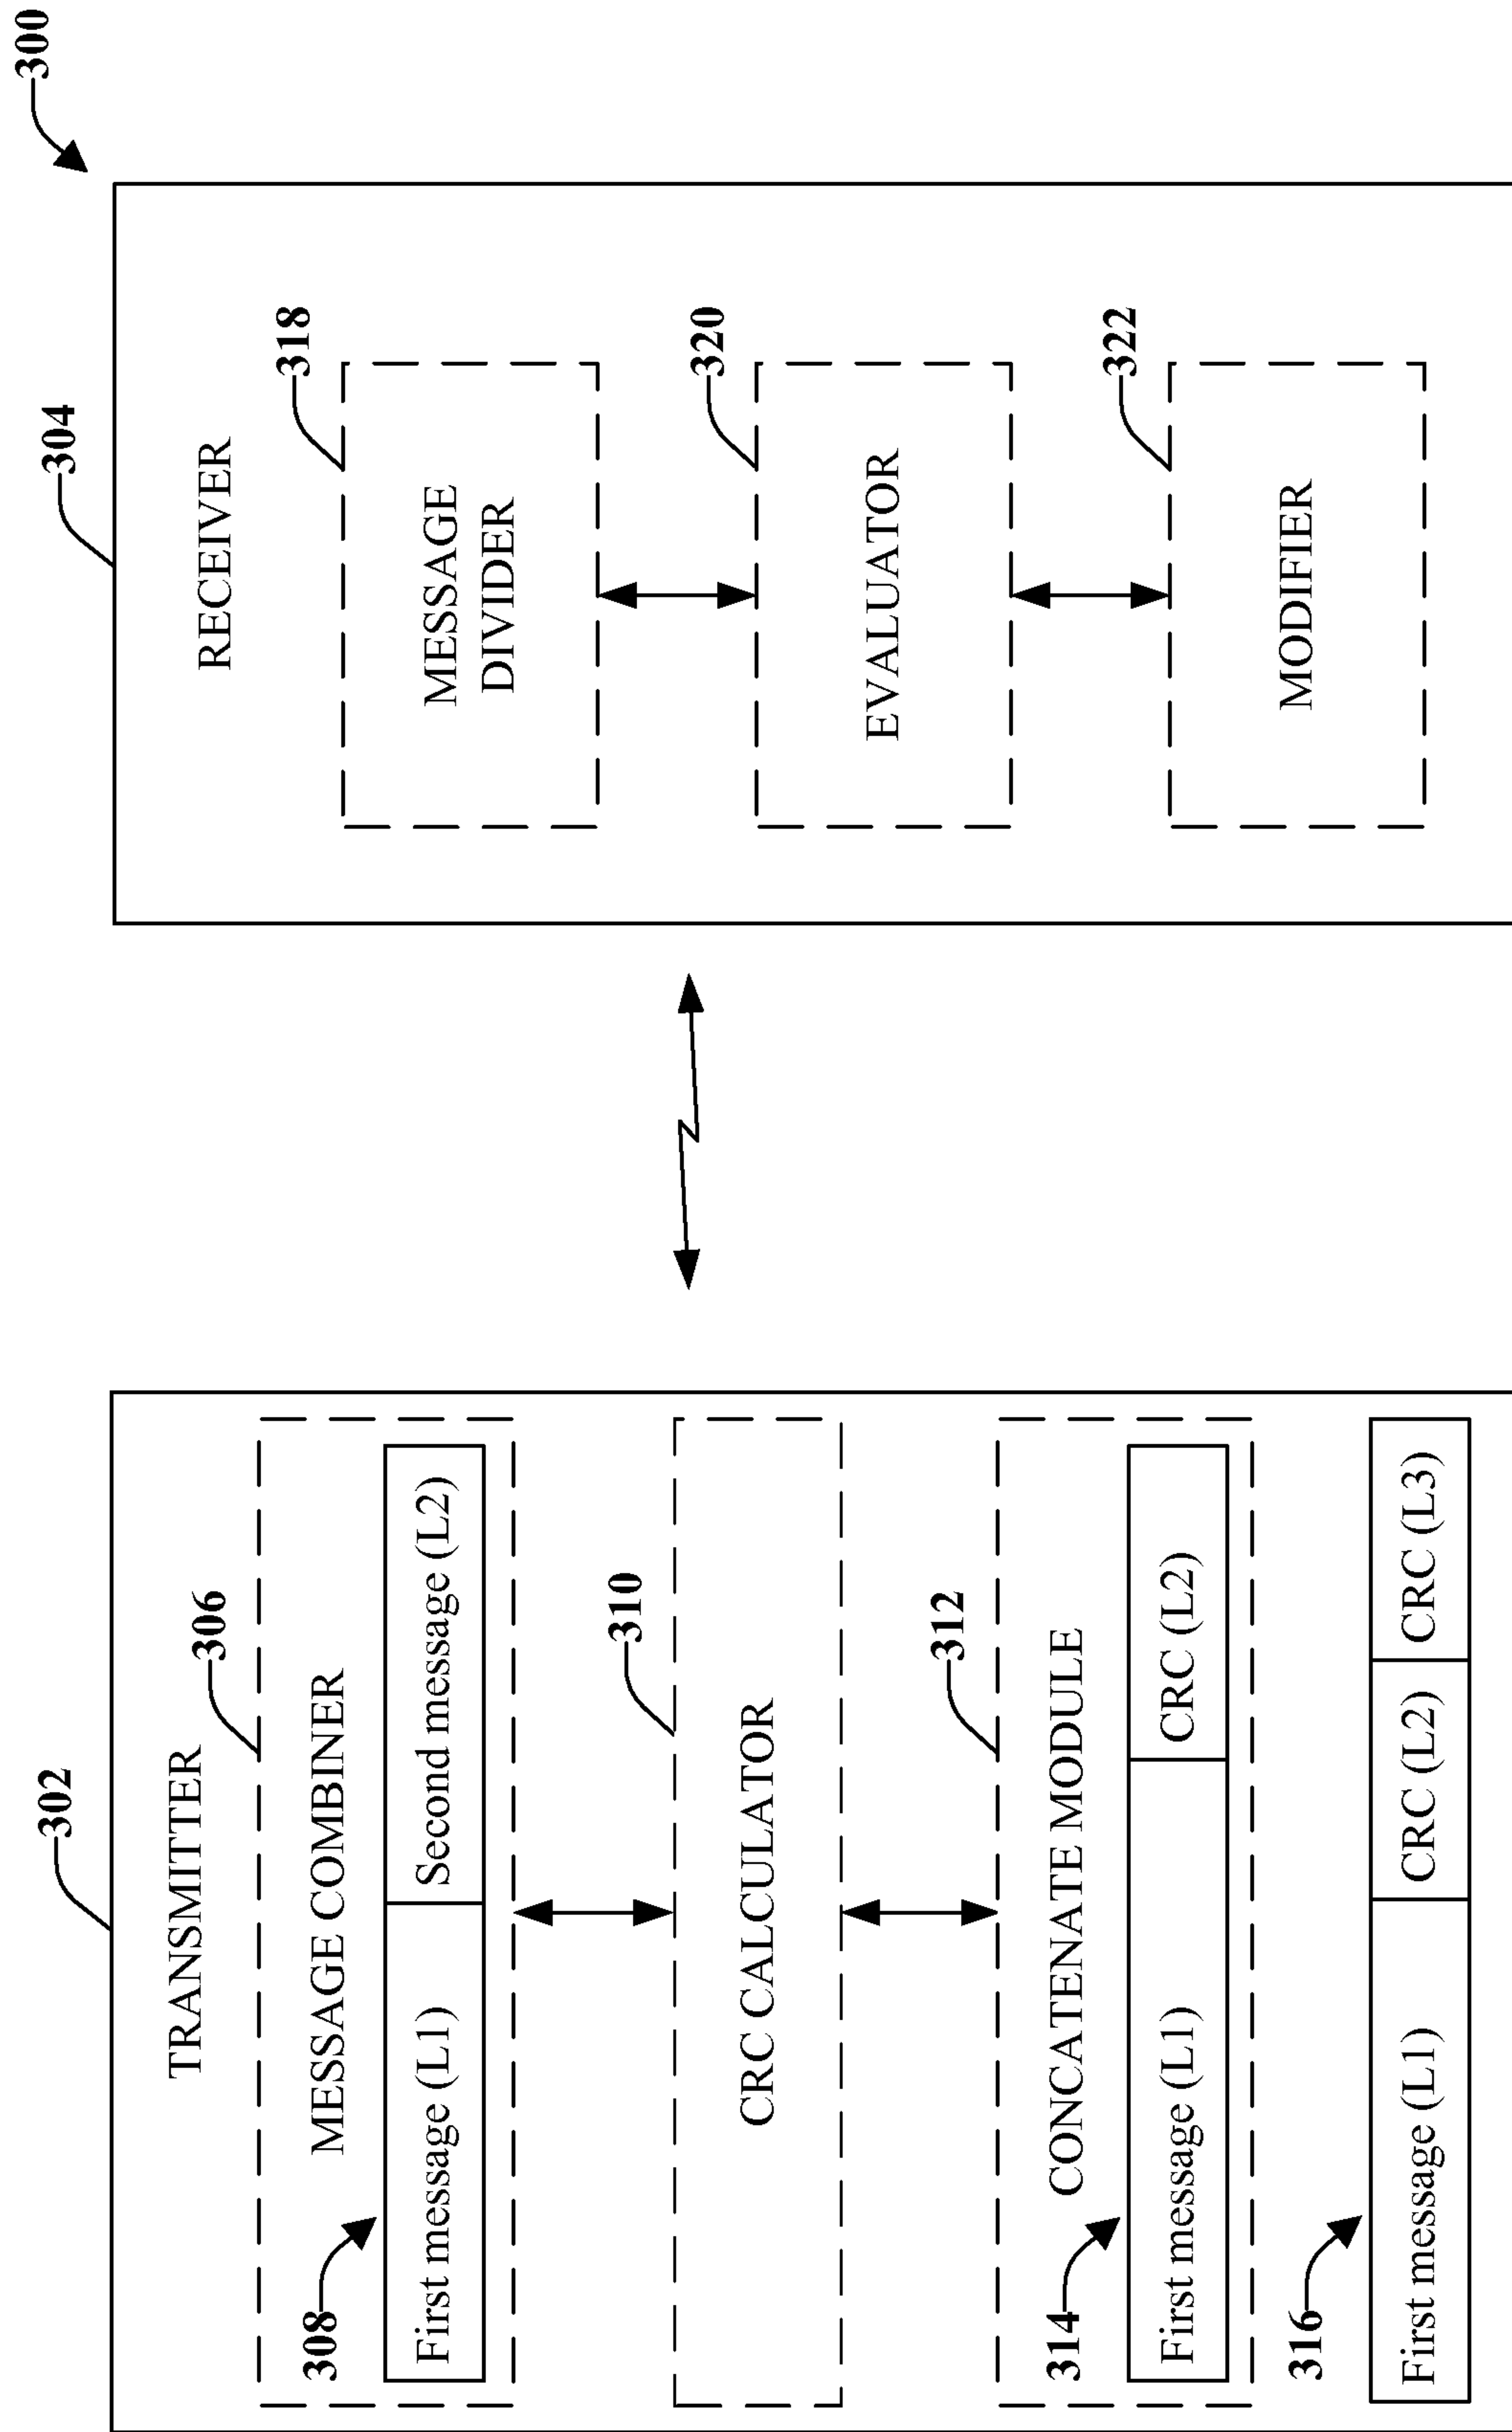 300
302
TRANSMITTER
306
MESSAGE COMBINER
308
First message (L1) Second message (L2)
310
CRC CALCULATOR
312
CONCATENATE MODULE
314
First message (L1) CRC (L2)
316
First message (L1) CRC (L2) CRC (L3)
304
RECEIVER
318
MESSAGE
DIVIDER
320
EVALUATOR
322
MODIFIER